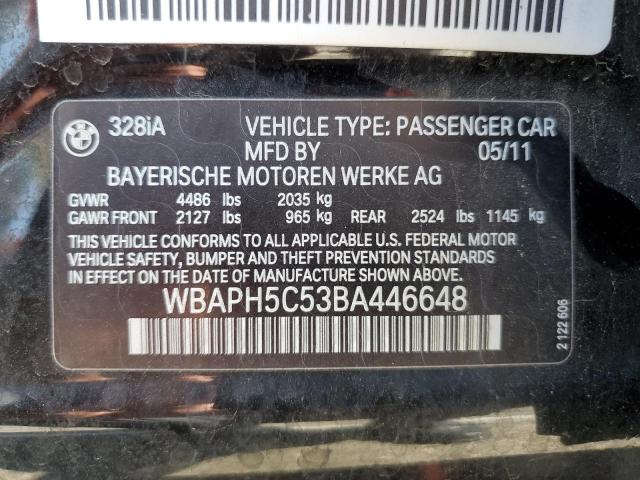 BMW
328iA VEHICLE TYPE: PASSENGER CAR
MFD BY 05/11
BAYERISCHE MOTOREN WERKE AG
GVWR 4486 lbs 2035 kg
GAWR FRONT 2127 lbs 965 kg REAR 2524 lbs 1145 kg
THIS VEHICLE CONFORMS TO ALL APPLICABLE U.S. FEDERAL MOTOR
VEHICLE SAFETY, BUMPER AND THEFT PREVENTION STANDARDS
IN EFFECT ON THE DATE OF MANUFACTURE SHOWN ABOVE.
WBAPH5C53BA446648
2 122 606